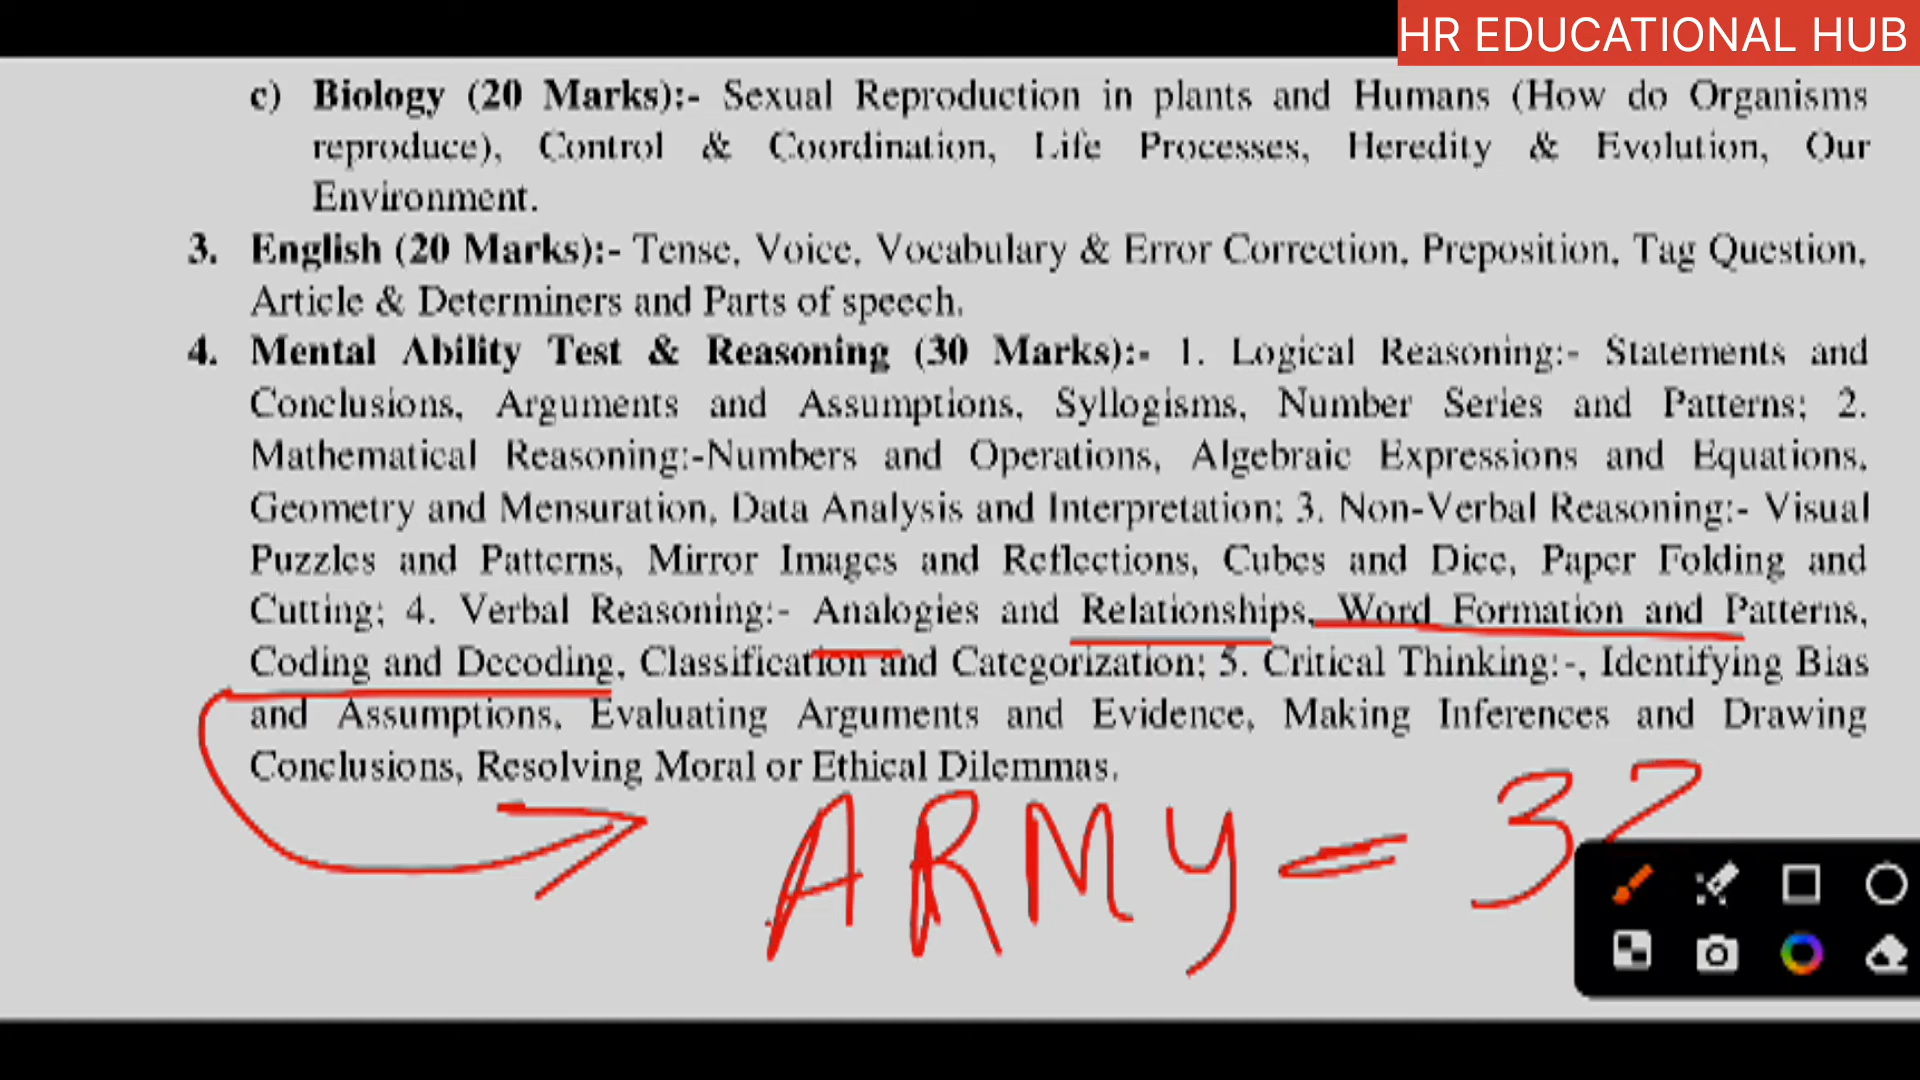 HR EDUCATIONAL HUB
c) Biology (20 Marks):- Sexual Reproduction in plants and Humans (How do Organisms
reproduce), Control & Coordination, Life Processes, Heredity & Evolution, Our
Environment.
3. English (20 Marks):- Tense, Voice, Vocabulary & Error Correction, Preposition, Tag Question,
Article & Determiners and Parts of speech.
4. Mental Ability Test & Reasoning (30 Marks):- 1. Logical Reasoning:- Statements and
Conclusions, Arguments and Assumptions, Syllogisms, Number Series and Patterns; 2.
Mathematical Reasoning:-Numbers and Operations, Algebraic Expressions and Equations,
Geometry and Mensuration, Data Analysis and Interpretation; 3. Non-Verbal Reasoning:- Visual
Puzzles and Patterns, Mirror Images and Reflections, Cubes and Dice, Paper Folding and
Cutting; 4. Verbal Reasoning:- Analogies and Relationships, Word Formation and Patterns,
Coding and Decoding, Classification and Categorization; 5. Critical Thinking:-, Identifying Bias
and Assumptions, Evaluating Arguments and Evidence, Making Inferences and Drawing
Conclusions, Resolving Moral or Ethical Dilemmas.
ARMY = 3